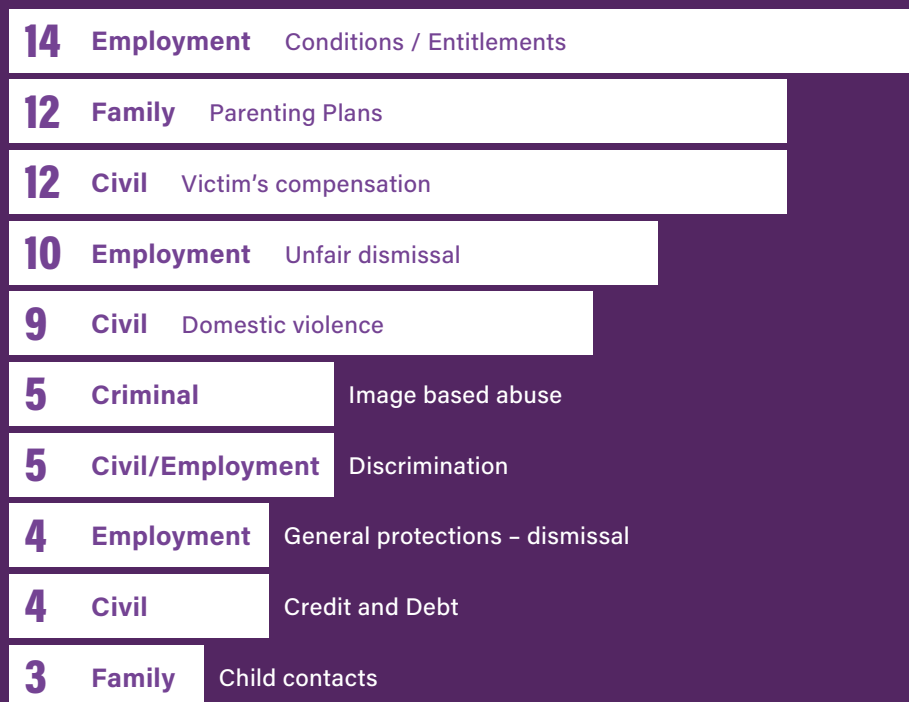 14 Employment Conditions / Entitlements
12 Family Parenting Plans
12 Civil Victim’s compensation
10 Employment Unfair dismissal
9 Civil Domestic violence
5 Criminal Image based abuse
5 Civil/Employment Discrimination
4 Employment General protections – dismissal
4 Civil Credit and Debt
3 Family Child contacts